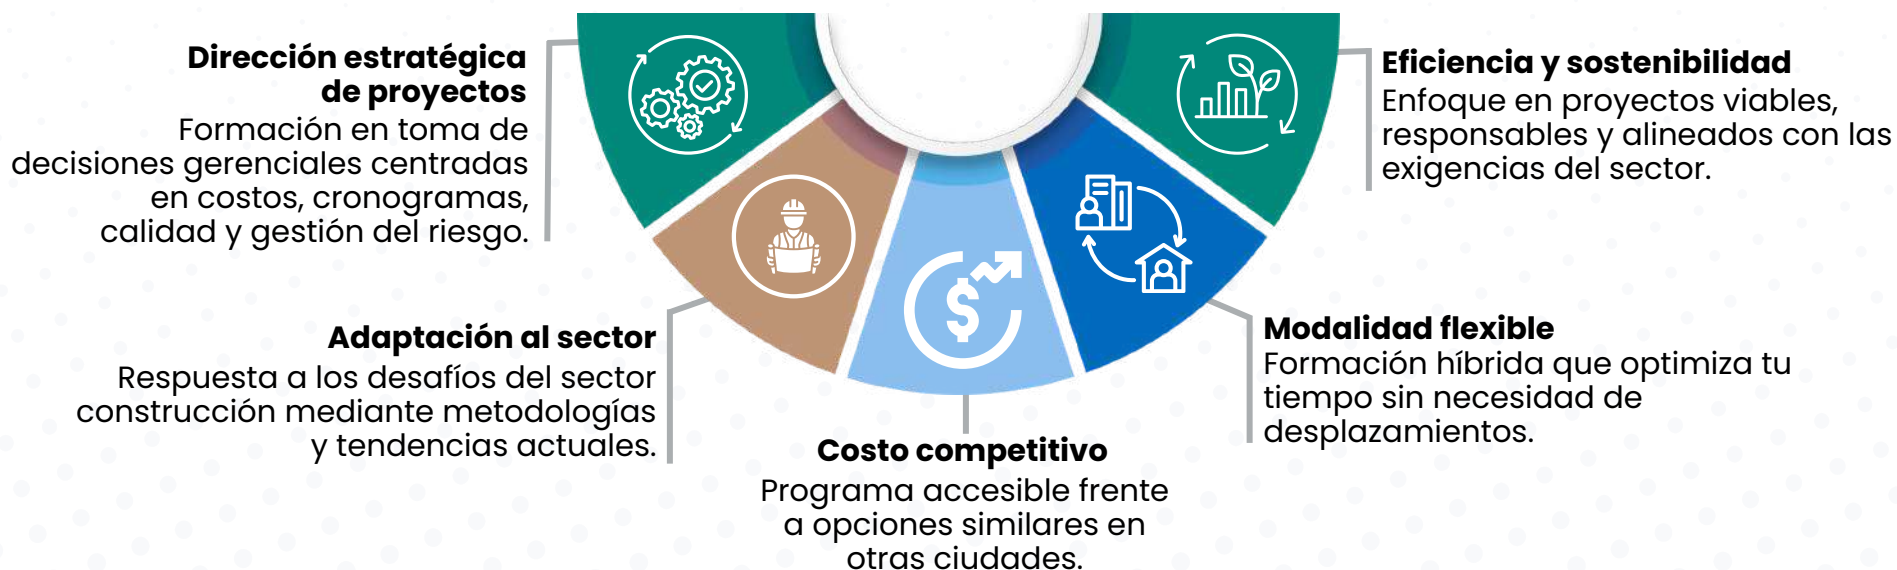 Dirección estratégica
de proyectos
Formación en toma de
decisiones gerenciales centradas
en costos, cronogramas,
calidad y gestión del riesgo.
Adaptación al sector
Respuesta a los desafíos del sector
construcción mediante metodologías
y tendencias actuales.
Costo competitivo
Programa accesible frente
a opciones similares en
otras ciudades.
Modalidad flexible
Formación híbrida que optimiza tu
tiempo sin necesidad de
desplazamientos.
Eficiencia y sostenibilidad
Enfoque en proyectos viables,
responsables y alineados con las
exigencias del sector.